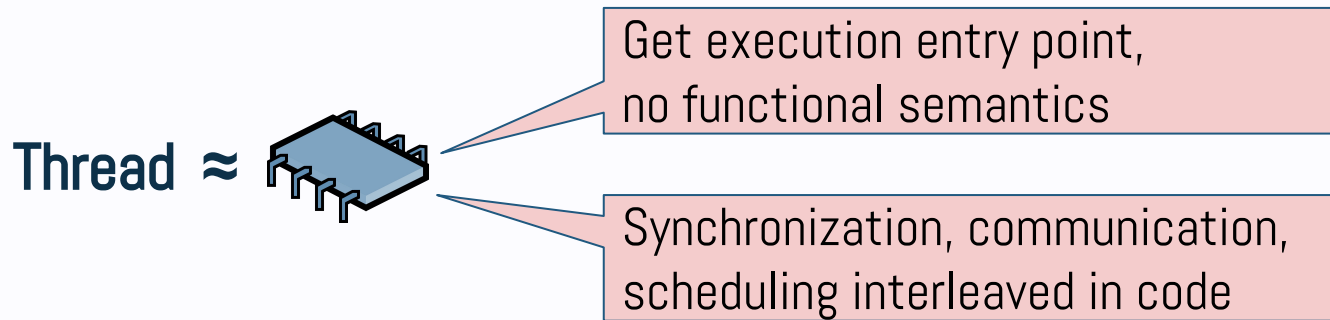 Get execution entry point,
no functional semantics
Thread ≈
Synchronization, communication,
scheduling interleaved in code